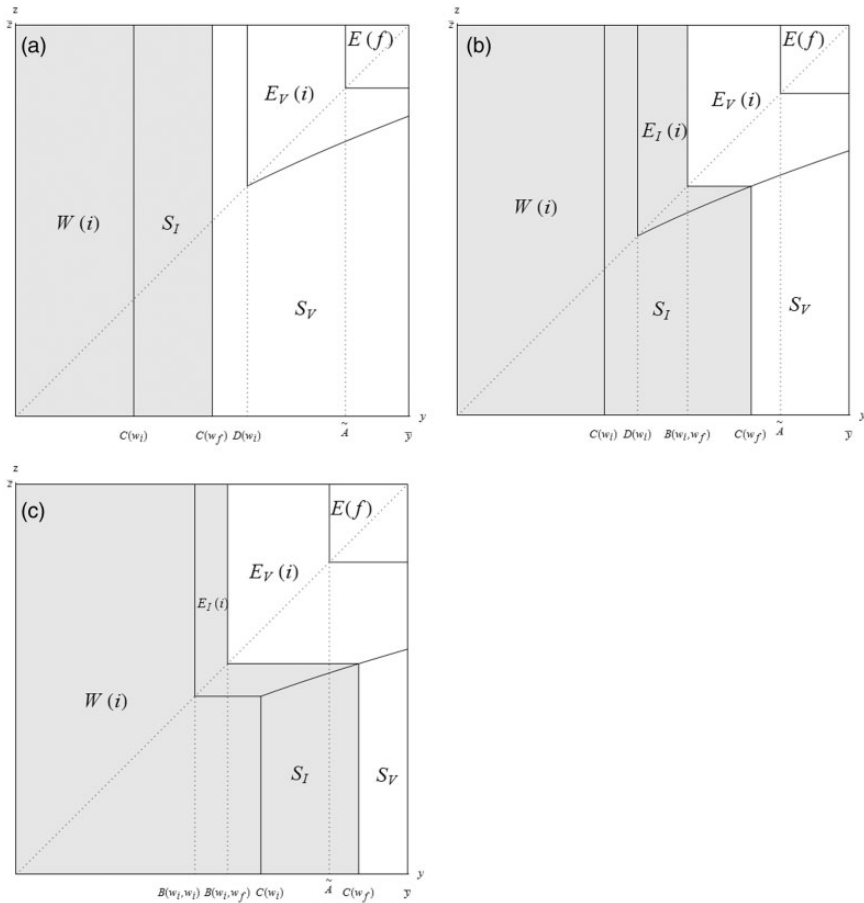 z
z̄
(a)
E(f)
E_V(i)
W(i)
S_I
S_V
y
C(w_i)
C(w_f)
D(w_i)
Ã
ȳ
z
z̄
(b)
E(f)
E_V(i)
E_I(i)
W(i)
S_I
S_V
y
C(w_i)
D(w_i)
B(w_i,w_f)
C(w_f)
Ã
ȳ
z
z̄
(c)
E(f)
E_V(i)
E_I(i)
W(i)
S_I
S_V
y
B(w_i,w_i)
B(w_i,w_f)
C(w_i)
Ã
C(w_f)
ȳ